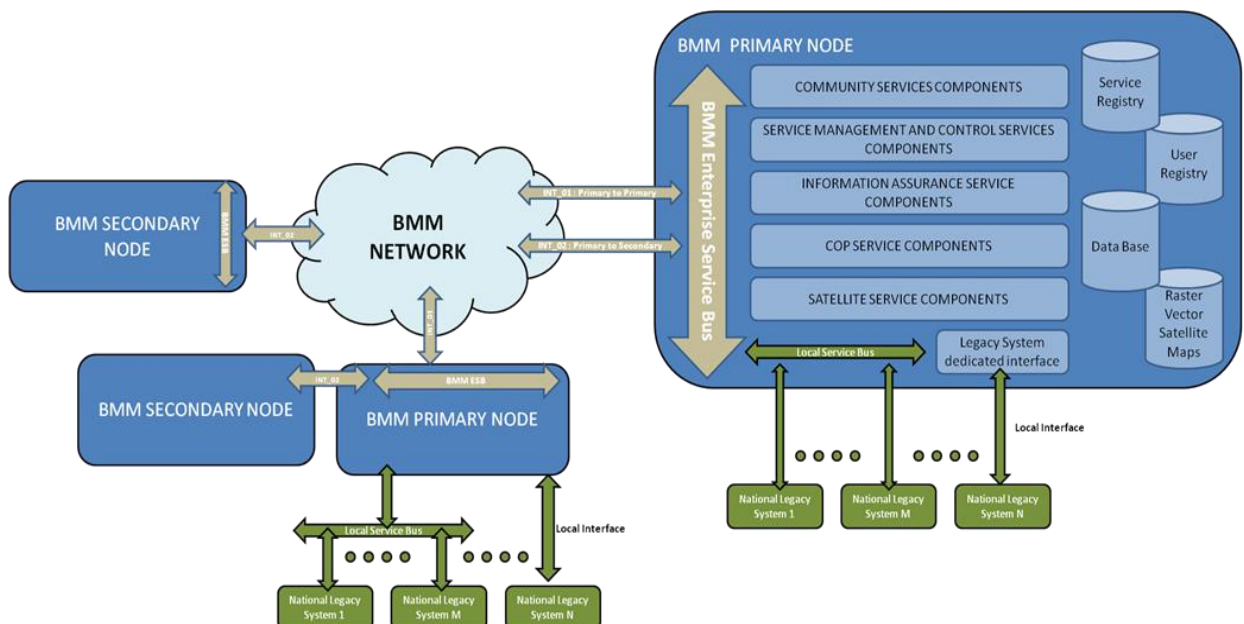 BMM PRIMARY NODE
BMM Enterprise Service Bus
COMMUNITY SERVICES COMPONENTS
SERVICE MANAGEMENT AND CONTROL SERVICES
COMPONENTS
INFORMATION ASSURANCE SERVICE
COMPONENTS
COP SERVICE COMPONENTS
SATELLITE SERVICE COMPONENTS
Legacy System
dedicated interface
Local Service Bus
Service
Registry
User
Registry
Data Base
Raster
Vector
Satellite
Maps
Local Interface
National Legacy
System 1
National Legacy
System M
National Legacy
System N
INT_01 : Primary to Primary
INT_02 : Primary to Secondary
BMM
NETWORK
BMM SECONDARY
NODE
BMM ESB
INT_02
INT_01
BMM SECONDARY NODE
INT_02
BMM ESB
BMM PRIMARY NODE
Local Service Bus
Local Interface
National Legacy
System 1
National Legacy
System M
National Legacy
System N